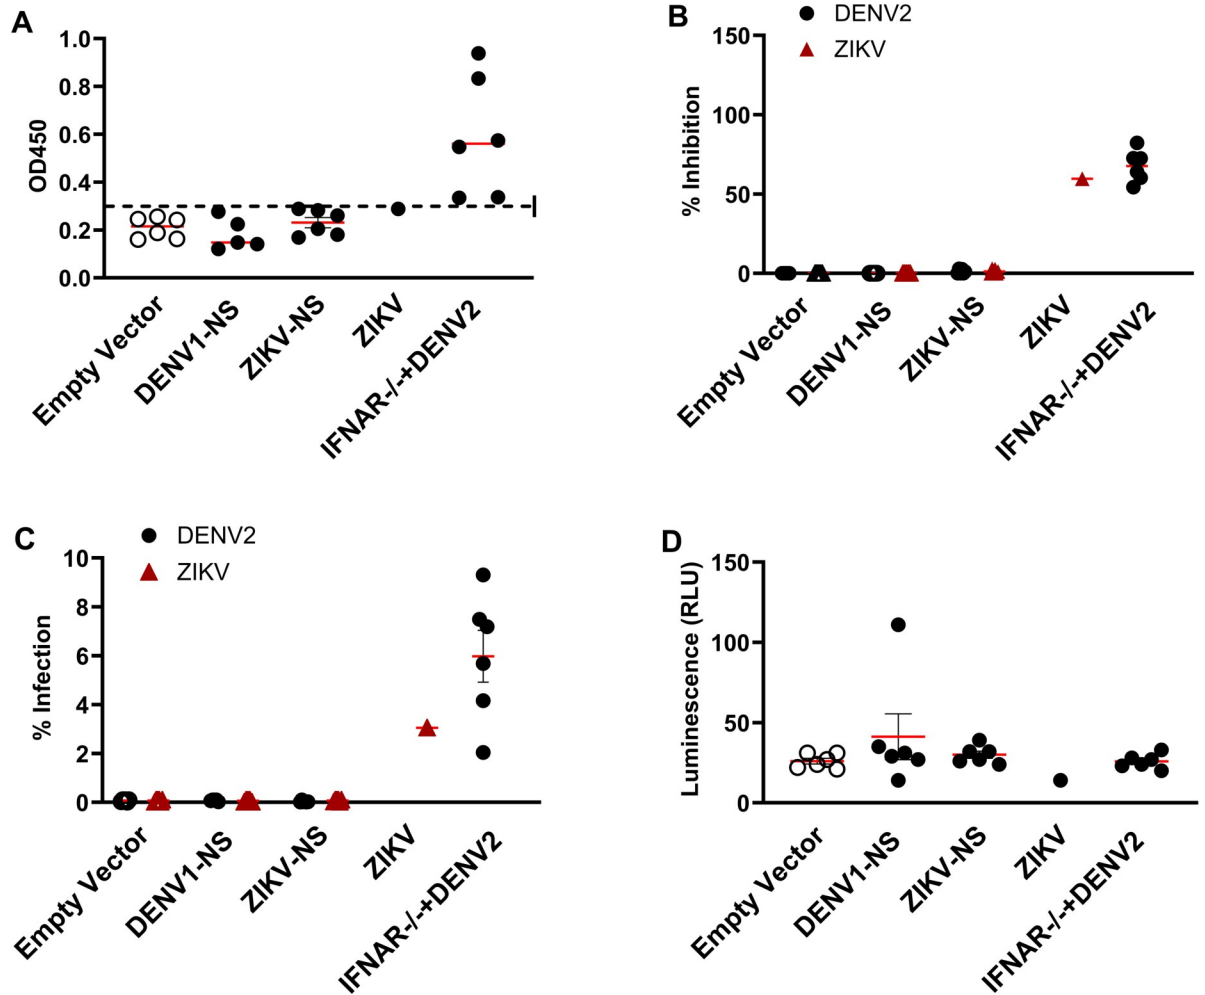 A
OD450
1.0
0.8
0.6
0.4
0.2
0.0
Empty Vector
DENV1-NS
ZIKV-NS
ZIKV
IFNAR-/-+DENV2
B
DENV2
ZIKV
% Inhibition
150
100
50
0
Empty Vector
DENV1-NS
ZIKV-NS
ZIKV
IFNAR-/-+DENV2
C
DENV2
ZIKV
% Infection
10
8
6
4
2
0
Empty Vector
DENV1-NS
ZIKV-NS
ZIKV
IFNAR-/-+DENV2
D
Luminescence (RLU)
150
100
50
0
Empty Vector
DENV1-NS
ZIKV-NS
ZIKV
IFNAR-/-+DENV2